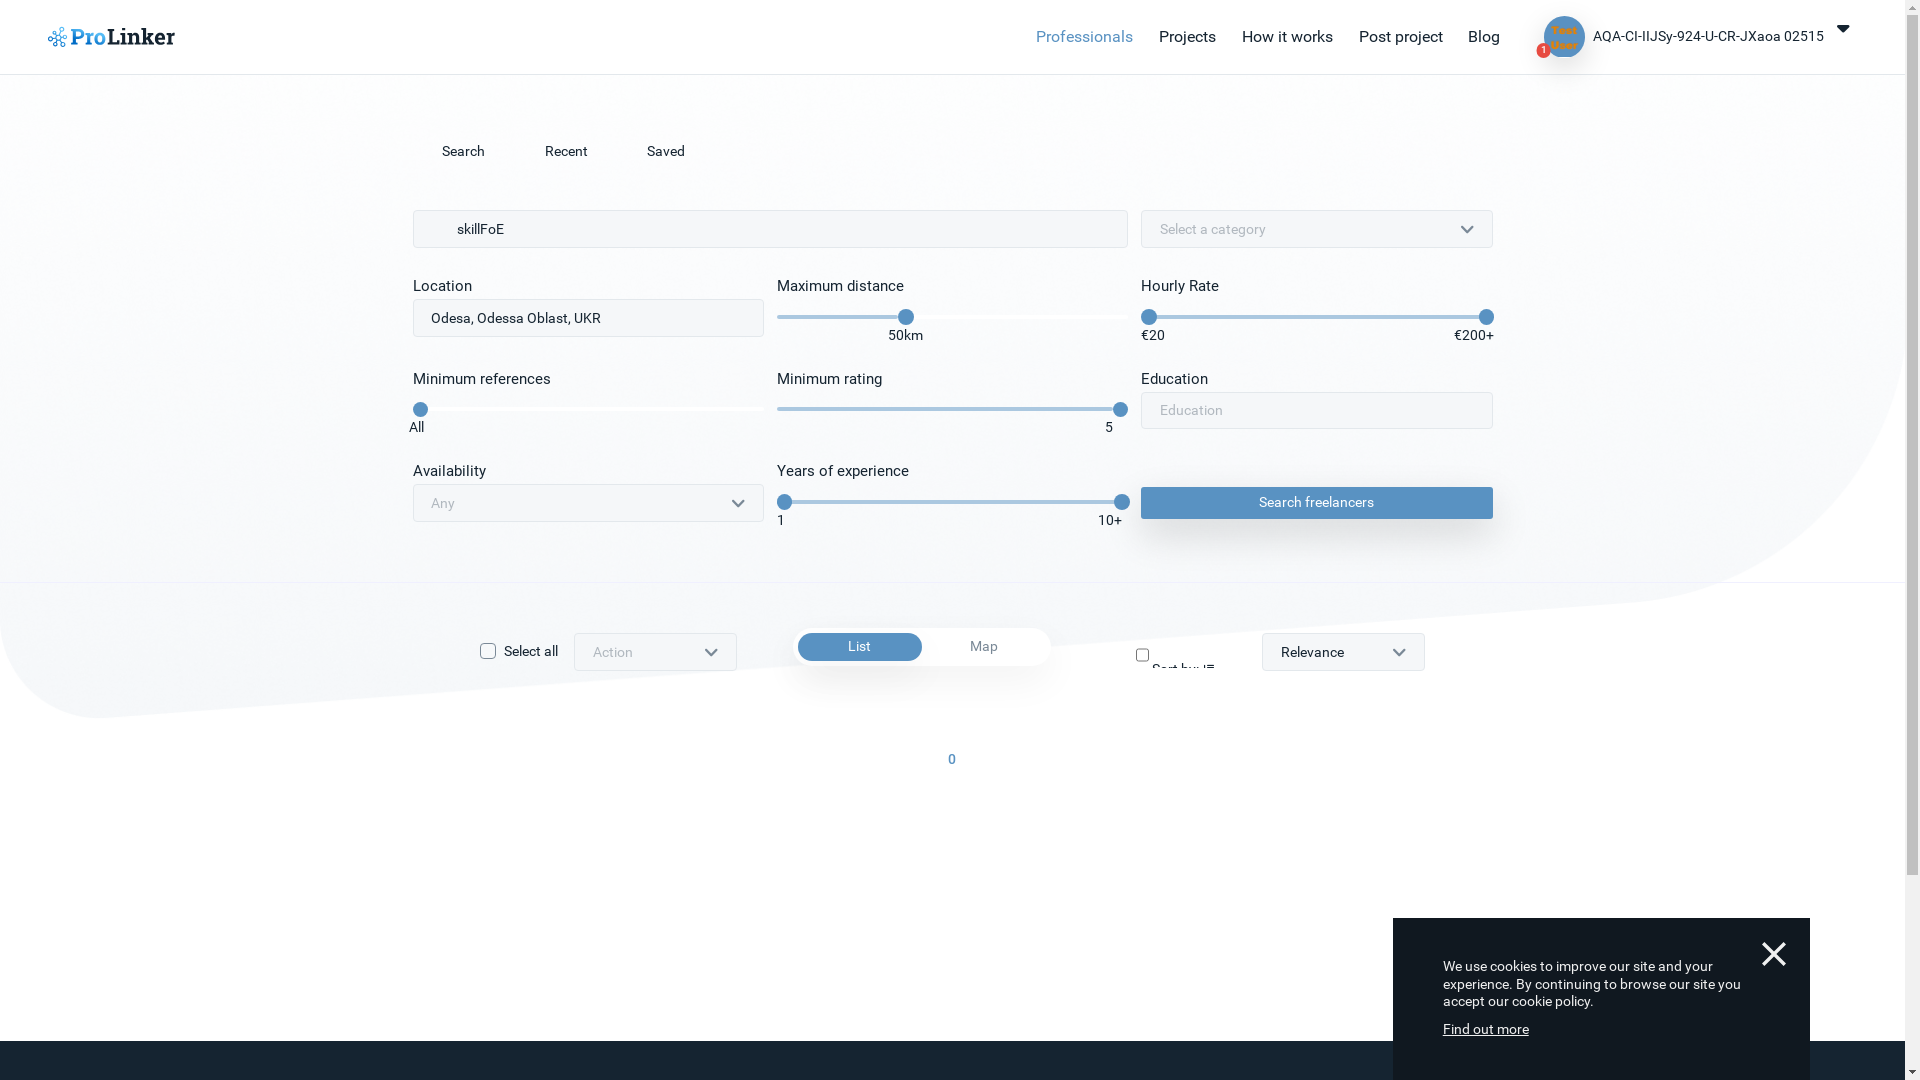 ProLinker
Professionals
Projects
How it works
Post project
Blog
Test
User
1
AQA-CI-IIJSy-924-U-CR-JXaoa 02515
Search
Recent
Saved
skillFoE
Select a category
Location
Maximum distance
Hourly Rate
Odesa, Odessa Oblast, UKR
50km
€20
€200+
Minimum references
Minimum rating
Education
Education
All
5
Availability
Years of experience
Any
1
10+
Search freelancers
Select all
Action
List
Map
Sort by:
Relevance
0
We use cookies to improve our site and your
experience. By continuing to browse our site you
accept our cookie policy.
Find out more